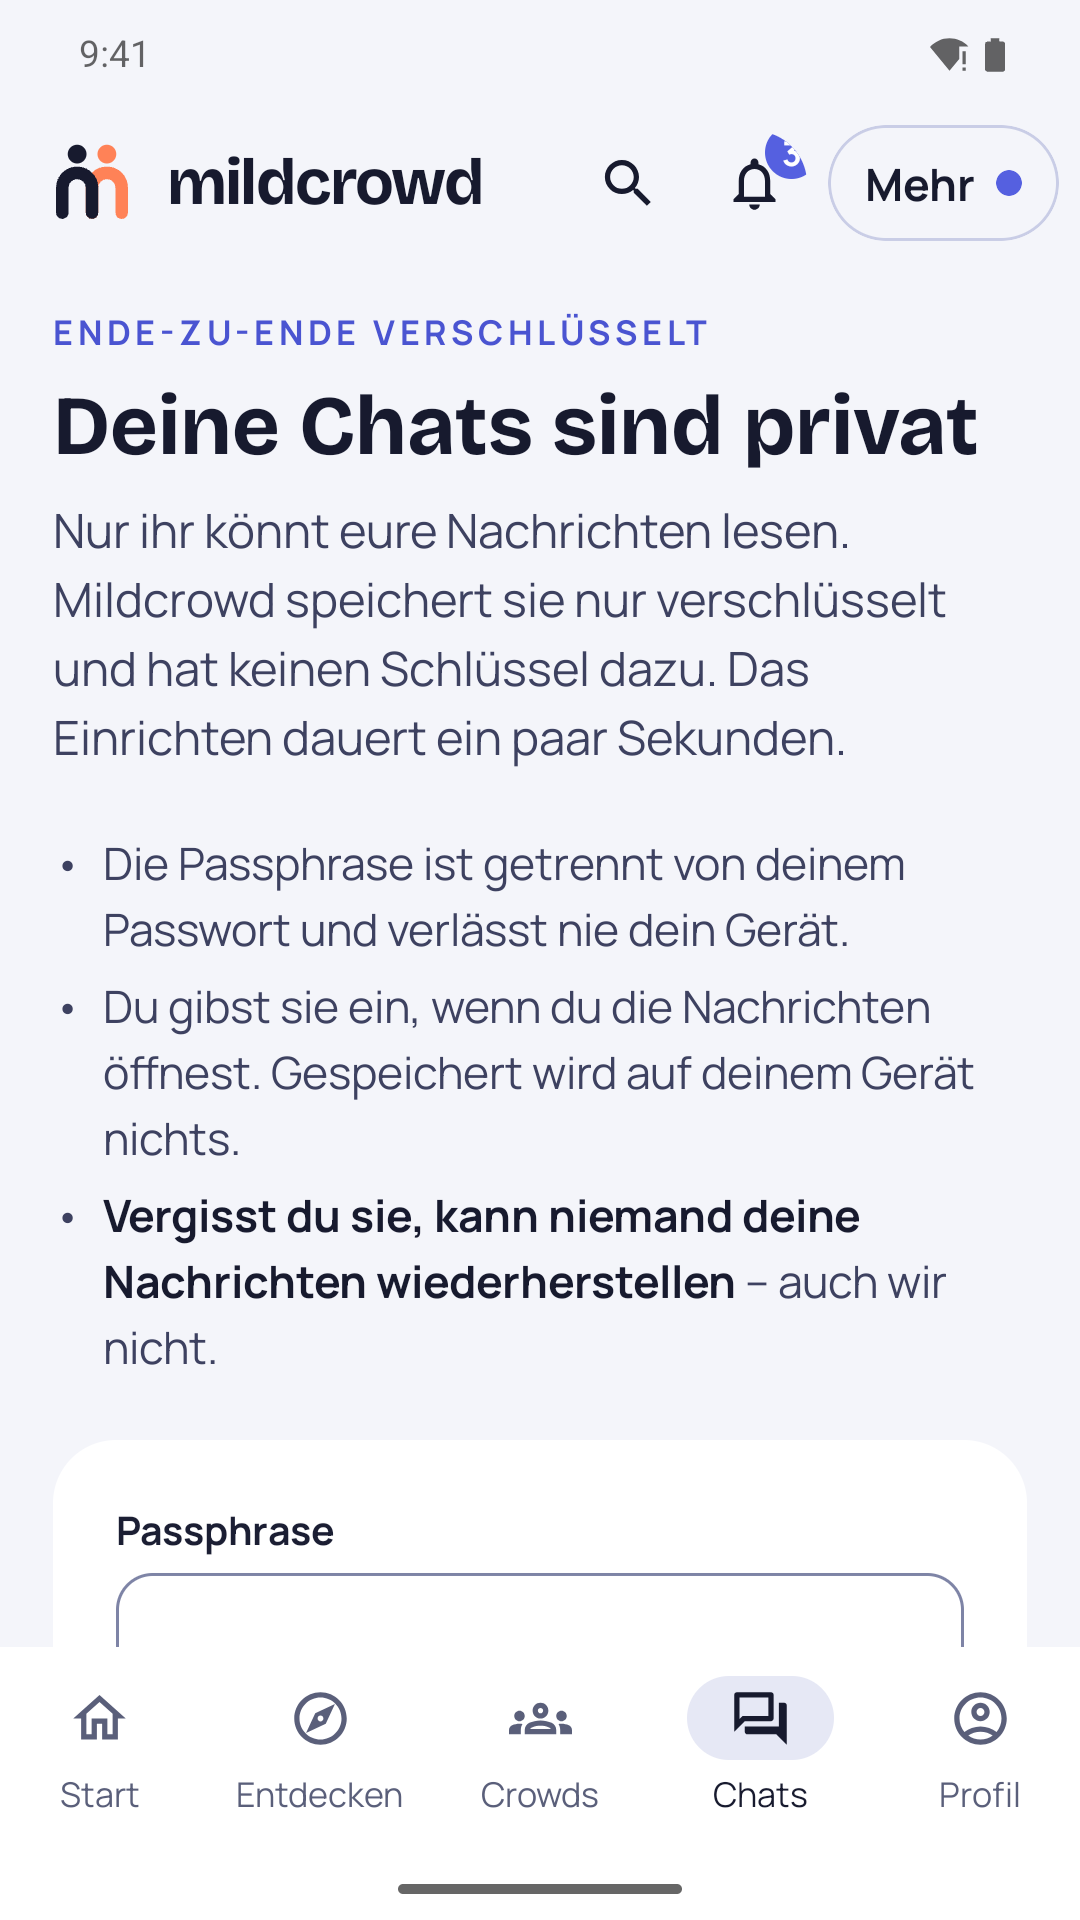 9:41
mildcrowd
3
Mehr
ENDE-ZU-ENDE VERSCHLÜSSELT
Deine Chats sind privat
Nur ihr könnt eure Nachrichten lesen.
Mildcrowd speichert sie nur verschlüsselt
und hat keinen Schlüssel dazu. Das
Einrichten dauert ein paar Sekunden.
• Die Passphrase ist getrennt von deinem
Passwort und verlässt nie dein Gerät.
• Du gibst sie ein, wenn du die Nachrichten
öffnest. Gespeichert wird auf deinem Gerät
nichts.
• Vergisst du sie, kann niemand deine
Nachrichten wiederherstellen – auch wir
nicht.
Passphrase
Start
Entdecken
Crowds
Chats
Profil